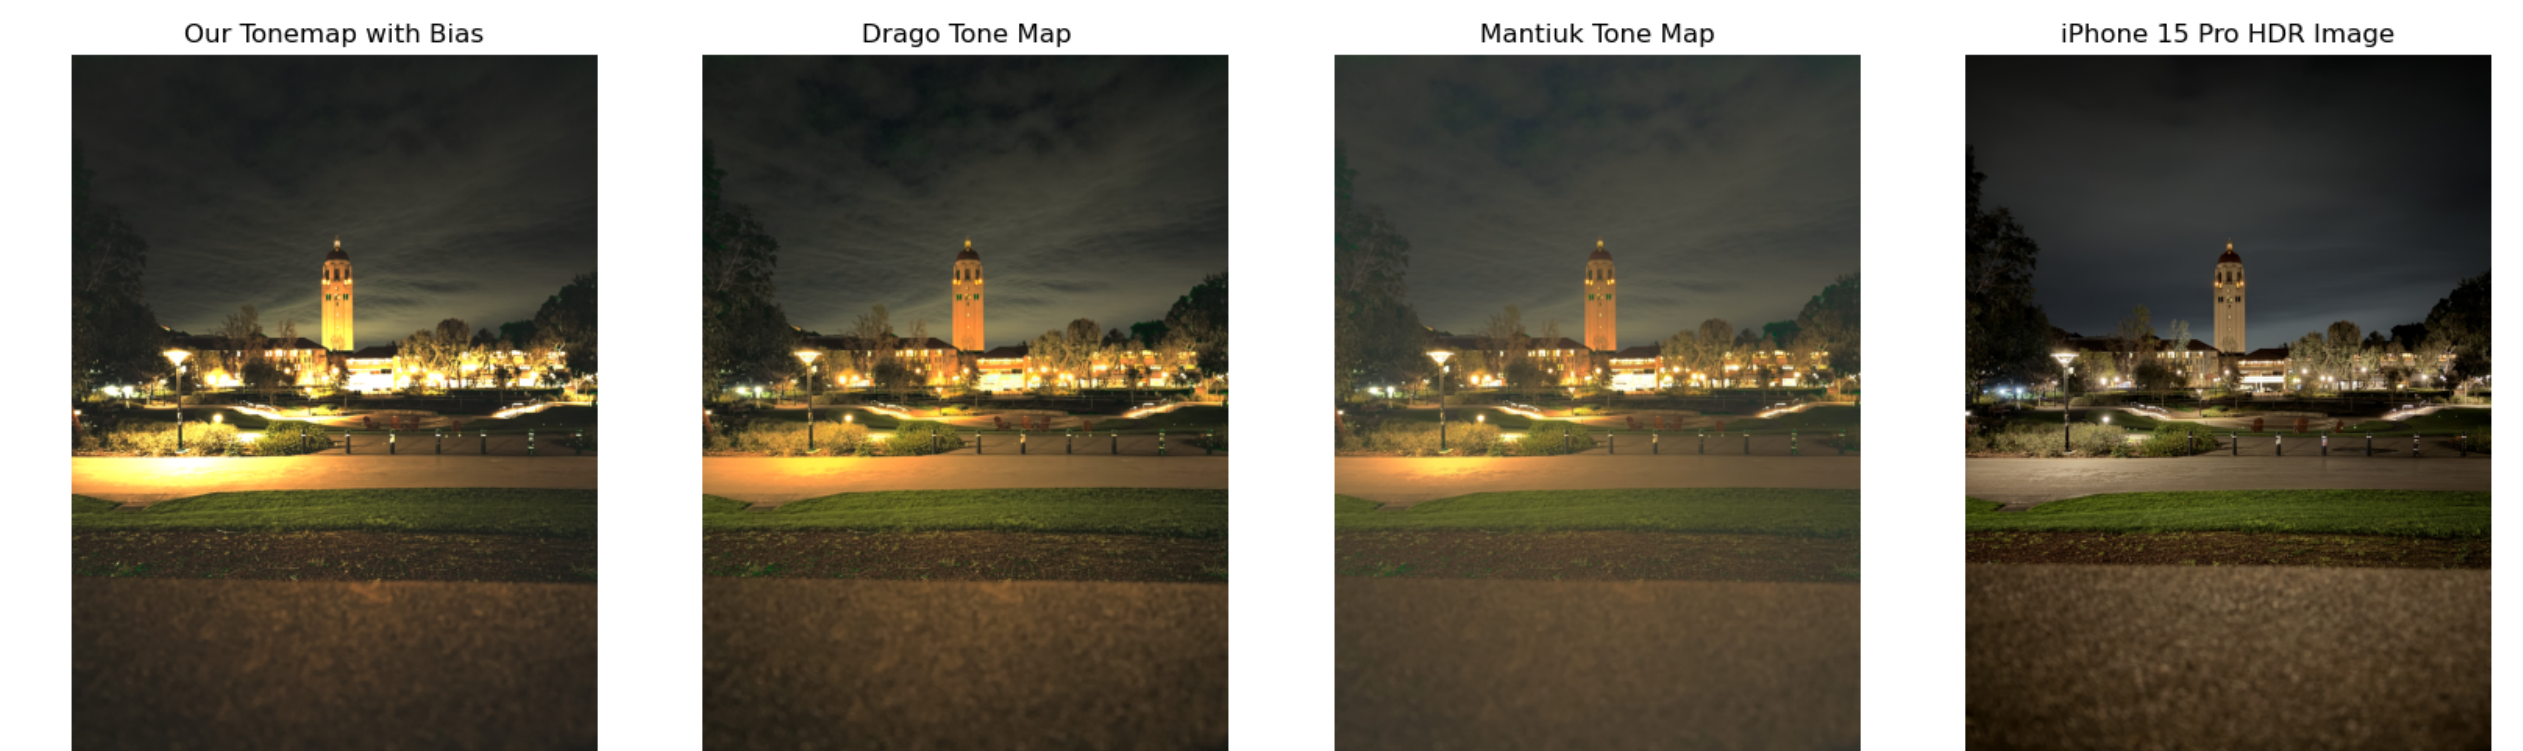 Our Tonemap with Bias
Drago Tone Map
Mantiuk Tone Map
iPhone 15 Pro HDR Image